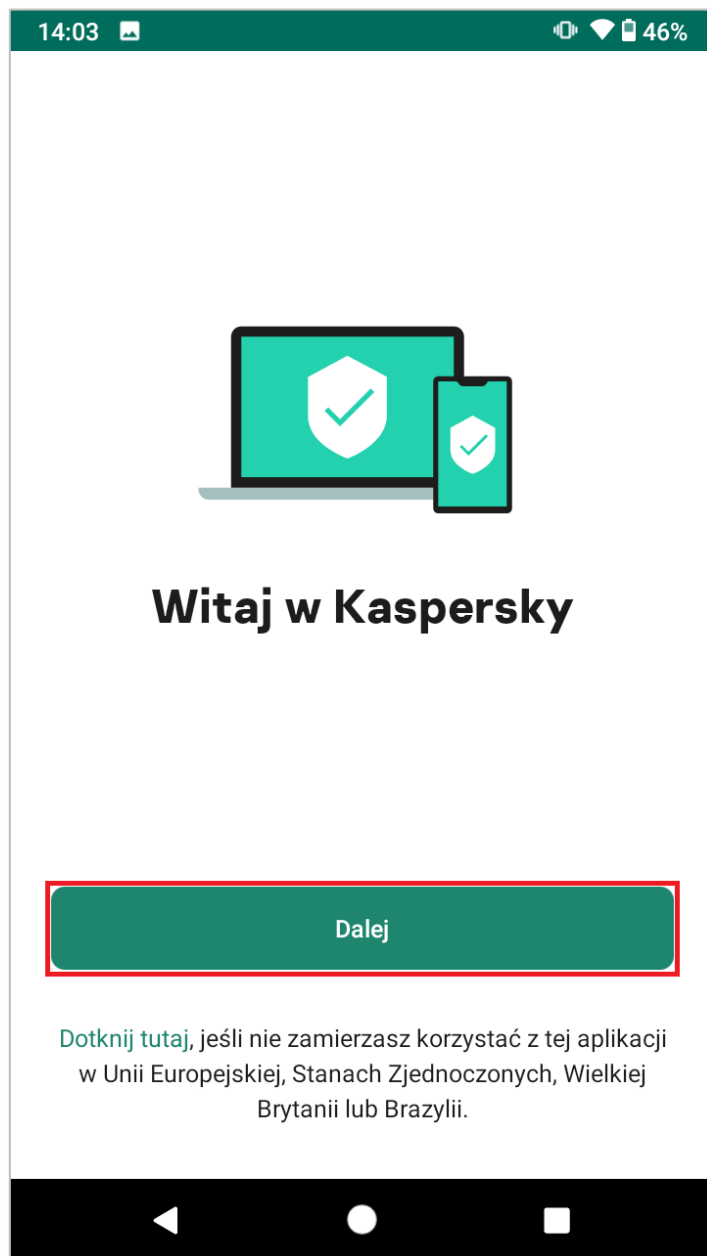 14:03 46%
Witaj w Kaspersky
Dalej
Dotknij tutaj, jeśli nie zamierzasz korzystać z tej aplikacji
w Unii Europejskiej, Stanach Zjednoczonych, Wielkiej
Brytanii lub Brazylii.